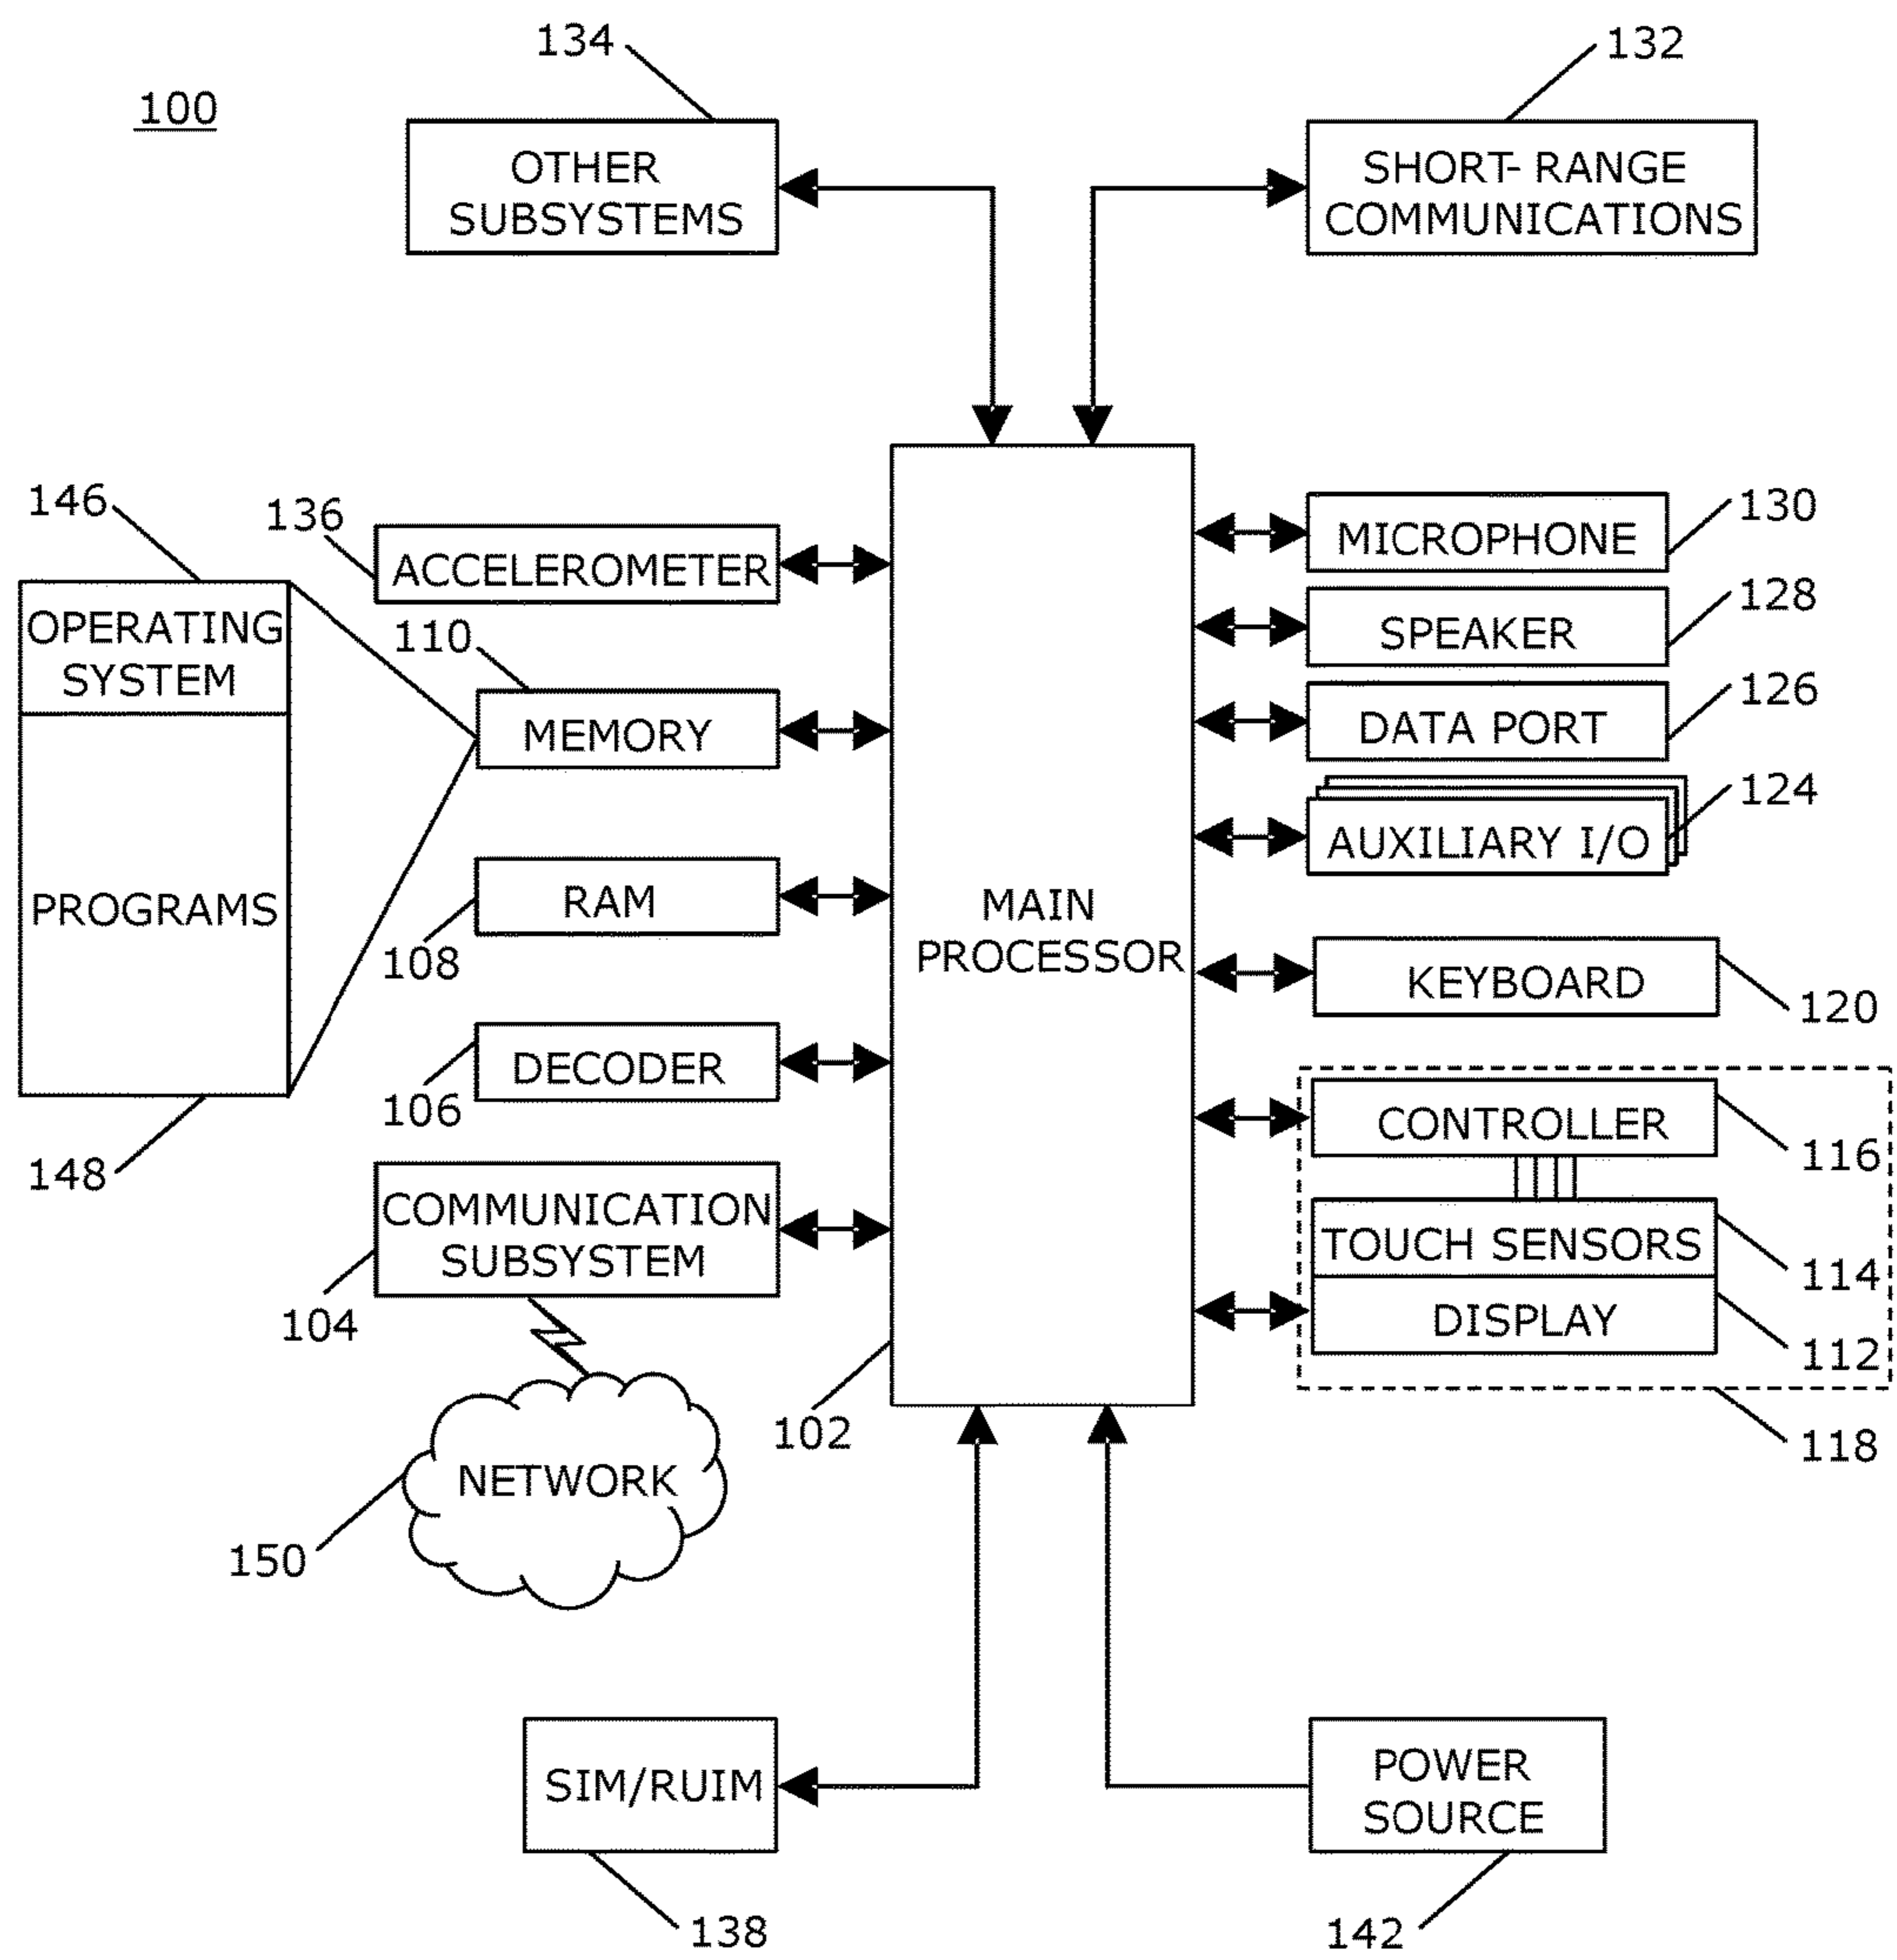 134
132
100
OTHER
SUBSYSTEMS
SHORT- RANGE
COMMUNICATIONS
146
136
ACCELEROMETER
MICROPHONE
130
OPERATING
SYSTEM
110
SPEAKER
128
MEMORY
DATA PORT
126
AUXILIARY I/O
124
PROGRAMS
RAM
108
MAIN
PROCESSOR
KEYBOARD
120
DECODER
106
CONTROLLER
116
148
COMMUNICATION
SUBSYSTEM
104
TOUCH SENSORS
114
DISPLAY
112
102
118
NETWORK
150
SIM/RUIM
138
POWER
SOURCE
142